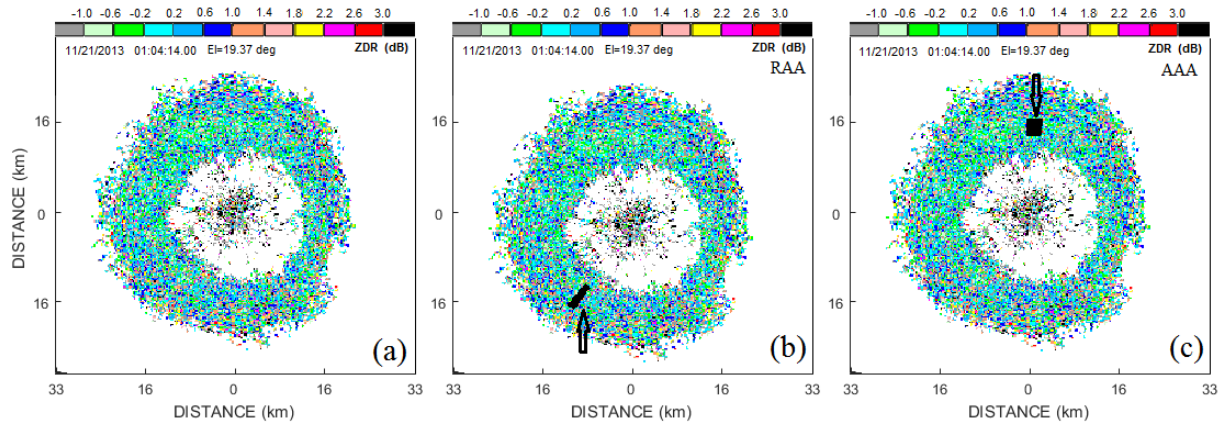 -1.0 -0.6 -0.2 0.2 0.6 1.0 1.4 1.8 2.2 2.6 3.0
11/21/2013 01:04:14.00 El=19.37 deg ZDR (dB)
DISTANCE (km)
16
0
16
33 16 0 16 33
DISTANCE (km)
(a)
-1.0 -0.6 -0.2 0.2 0.6 1.0 1.4 1.8 2.2 2.6 3.0
11/21/2013 01:04:14.00 El=19.37 deg ZDR (dB)
RAA
16
0
16
33 16 0 16 33
DISTANCE (km)
(b)
-1.0 -0.6 -0.2 0.2 0.6 1.0 1.4 1.8 2.2 2.6 3.0
11/21/2013 01:04:14.00 El=19.37 deg ZDR (dB)
AAA
16
0
16
33 16 0 16 33
DISTANCE (km)
(c)